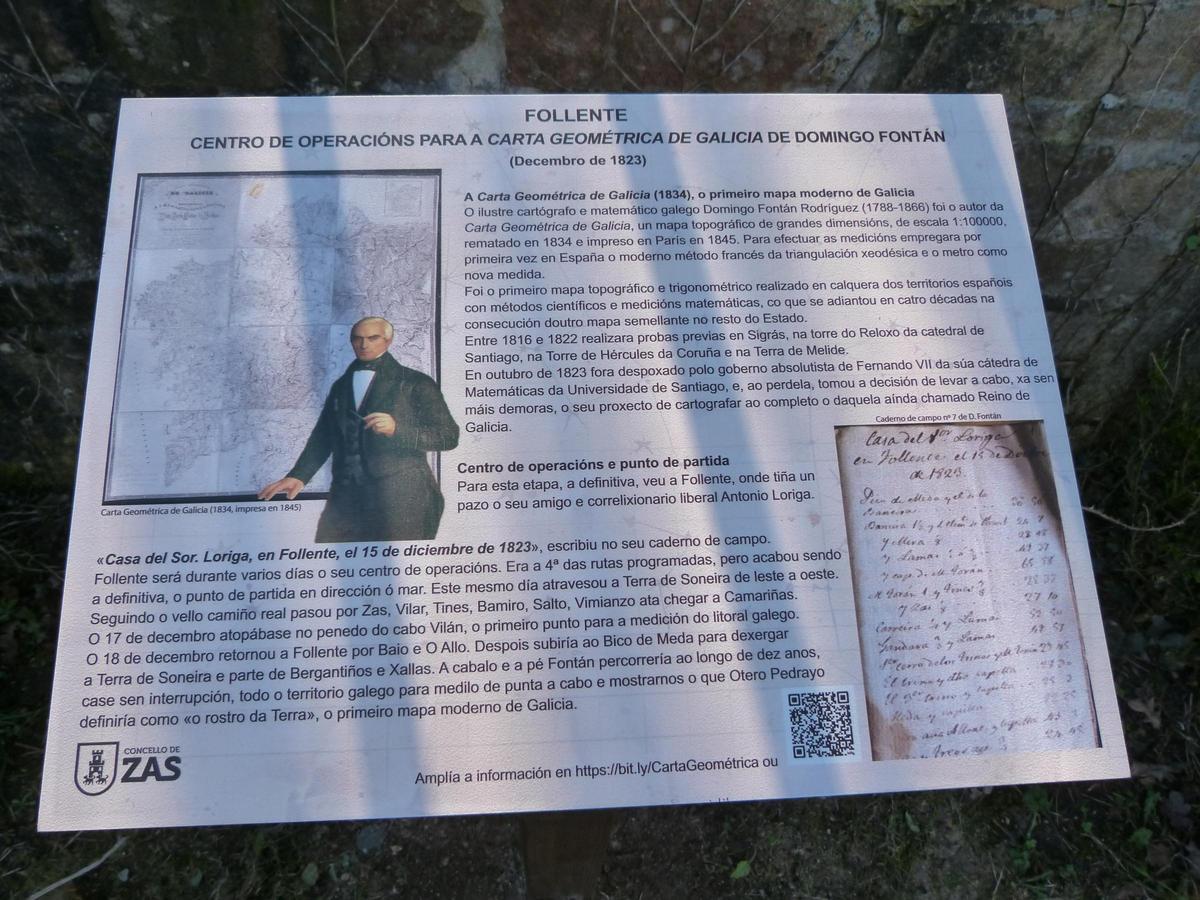 FOLLENTE
CENTRO DE OPERACIÓNS PARA A CARTA GEOMÉTRICA DE GALICIA DE DOMINGO FONTÁN
(Decembro de 1823)
A Carta Geométrica de Galicia (1834), o primeiro mapa moderno de Galicia
O ilustre cartógrafo e matemático galego Domingo Fontán Rodríguez (1788-1866) foi o autor da
Carta Geométrica de Galicia, un mapa topográfico de grandes dimensións, de escala 1:100000,
rematado en 1834 e impreso en París en 1845. Para efectuar as medicións empregara por
primeira vez en España o moderno método francés da triangulación xeodésica e o metro como
nova medida.
Foi o primeiro mapa topográfico e trigonométrico realizado en calquera dos territorios españois
con métodos científicos e medicións matemáticas, co que se adiantou en catro décadas na
consecución doutro mapa semellante no resto do Estado.
Entre 1816 e 1822 realizara probas previas en Sigrás, na torre do Reloxo da catedral de
Santiago, na Torre de Hércules da Coruña e na Terra de Melide.
En outubro de 1823 fora despoxado polo goberno absolutista de Fernando VII da súa cátedra de
Matemáticas da Universidade de Santiago, e, ao perdela, tomou a decisión de levar a cabo, xa sen
máis demoras, o seu proxecto de cartografar ao completo o daquela aínda chamado Reino de
Galicia.
Carta Geométrica de Galicia (1834, impresa en 1845)
Centro de operacións e punto de partida
Para esta etapa, a definitiva, veu a Follente, onde tiña un
pazo o seu amigo e correlixionario liberal Antonio Loriga.
«Casa del Sor. Loriga, en Follente, el 15 de diciembre de 1823», escribiu no seu caderno de campo.
Follente será durante varios días o seu centro de operacións. Era a 4ª das rutas programadas, pero acabou sendo
a definitiva, o punto de partida en dirección ó mar. Este mesmo día atravesou a Terra de Soneira de leste a oeste.
Seguindo o vello camiño real pasou por Zas, Vilar, Tines, Bamiro, Salto, Vimianzo ata chegar a Camariñas.
O 17 de decembro atopábase no penedo do cabo Vilán, o primeiro punto para a medición do litoral galego.
O 18 de decembro retornou a Follente por Baio e O Allo. Despois subiría ao Bico de Meda para dexergar
a Terra de Soneira e parte de Bergantiños e Xallas. A cabalo e a pé Fontán percorrería ao longo de dez anos,
case sen interrupción, todo o territorio galego para medilo de punta a cabo e mostrarnos o que Otero Pedrayo
definiría como «o rostro da Terra», o primeiro mapa moderno de Galicia.
Caderno de campo nº 7 de D. Fontán
Casa del Sor Loriga
en Follente el 15 de
de 1823.
CONCELLO DE
ZAS
Amplía a información en https://bit.ly/CartaGeométrica ou